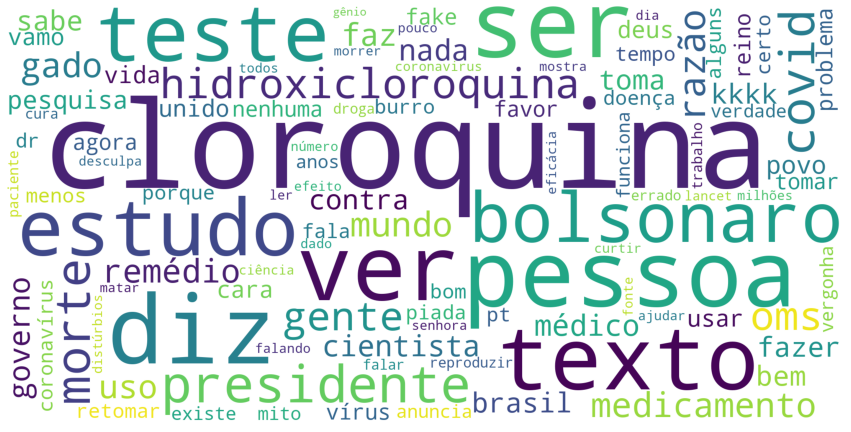 gênio
dia
sabe
teste
faz
fake
ser
deus
alguns
reino
certo
covid
problema
vamo
morrer
pouco
nada
tempo
razão
gado
todos
coronavirus
mostra
vida
hidroxicloroquina
toma
kkkk
pesquisa
unido
nenhuma
droga
burro
favor
doença
verdade
cura
cloroquina
dr
agora
desculpa
número
anos
eficácia
funciona
trabalho
povo
tomar
paciente
menos
porque
efeito
ler
contra
errado
lancet
milhões
estudo
fala
mundo
ver
bolsonaro
dado
curtir
governo
coronavírus
morte
distúrbios
remédio
ciência
matar
cara
pessoa
fonte
vergonha
diz
gente
piada
bom
pt
médico
usar
oms
senhora
ajudar
falando
cientista
texto
fazer
uso
presidente
falar
reproduzir
bem
retomar
existe
mito
vírus
anuncia
brasil
medicamento